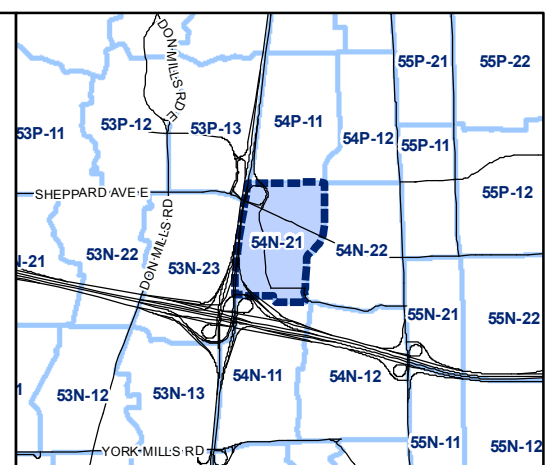 DON MILLS RD E
55P-21
55P-22
53P-11
53P-12
53P-13
54P-11
54P-12
55P-11
SHEPPARD AVE E
55P-12
DON MILLS RD
54N-21
54N-22
53N-22
N-21
53N-23
55N-21
55N-22
1
53N-12
53N-13
54N-11
54N-12
YORK MILLS RD
55N-11
55N-12